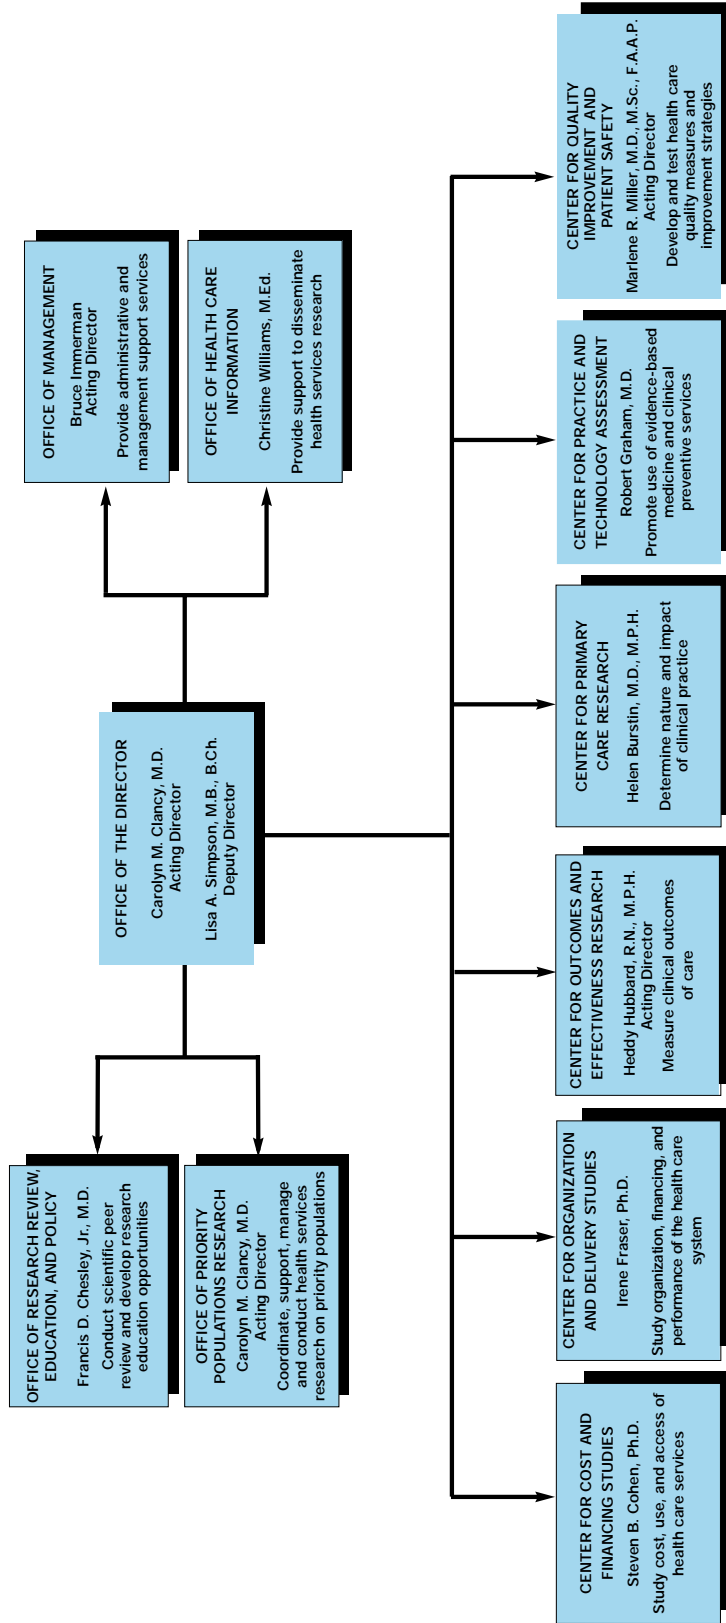 OFFICE OF RESEARCH REVIEW,
EDUCATION, AND POLICY
Francis D. Chesley, Jr., M.D.
Conduct scientific peer
review and develop research
education opportunities
OFFICE OF PRIORITY
POPULATIONS RESEARCH
Carolyn M. Clancy, M.D.
Acting Director
Coordinate, support, manage
and conduct health services
research on priority populations
OFFICE OF THE DIRECTOR
Carolyn M. Clancy, M.D.
Acting Director
Lisa A. Simpson, M.B., B.Ch.
Deputy Director
OFFICE OF MANAGEMENT
Bruce Immerman
Acting Director
Provide administrative and
management support services
OFFICE OF HEALTH CARE
INFORMATION
Christine Williams, M.Ed.
Provide support to disseminate
health services research
CENTER FOR COST AND
FINANCING STUDIES
Steven B. Cohen, Ph.D.
Study cost, use, and access of
health care services
CENTER FOR ORGANIZATION
AND DELIVERY STUDIES
Irene Fraser, Ph.D.
Study organization, financing, and
performance of the health care
system
CENTER FOR OUTCOMES AND
EFFECTIVENESS RESEARCH
Heddy Hubbard, R.N., M.P.H.
Acting Director
Measure clinical outcomes
of care
CENTER FOR PRIMARY
CARE RESEARCH
Helen Burstin, M.D., M.P.H.
Determine nature and impact
of clinical practice
CENTER FOR PRACTICE AND
TECHNOLOGY ASSESSMENT
Robert Graham, M.D.
Promote use of evidence-based
medicine and clinical
preventive services
CENTER FOR QUALITY
IMPROVEMENT AND
PATIENT SAFETY
Marlene R. Miller, M.D., M.Sc., F.A.A.P.
Acting Director
Develop and test health care
quality measures and
improvement strategies